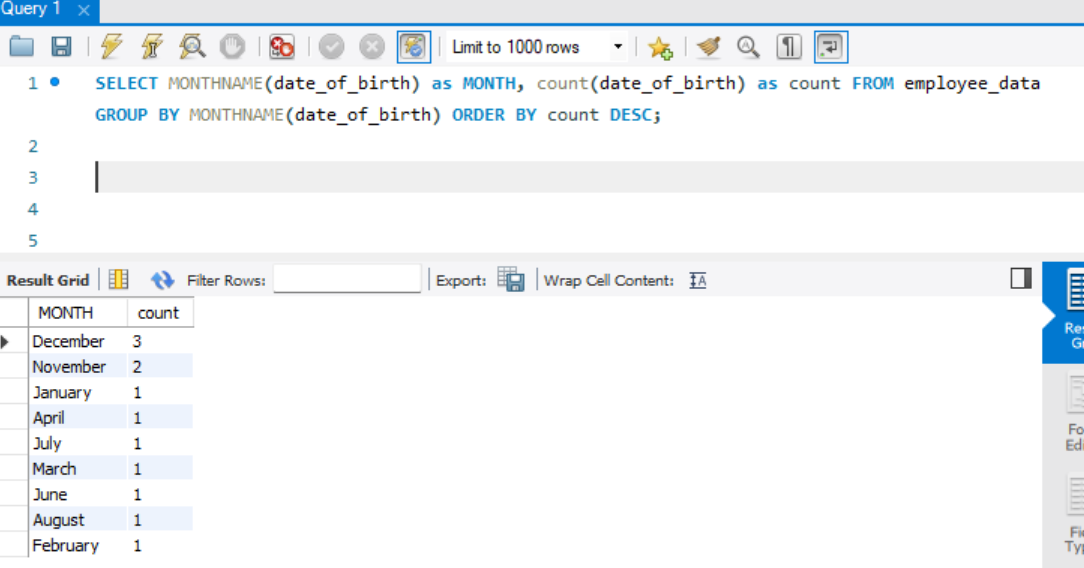 Query 1
Limit to 1000 rows
1 SELECT MONTHNAME(date_of_birth) as MONTH, count(date_of_birth) as count FROM employee_data
GROUP BY MONTHNAME(date_of_birth) ORDER BY count DESC;
2
3
4
5
Result Grid Filter Rows: Export: Wrap Cell Content:
MONTH count
December 3
November 2
January 1
April 1
July 1
March 1
June 1
August 1
February 1